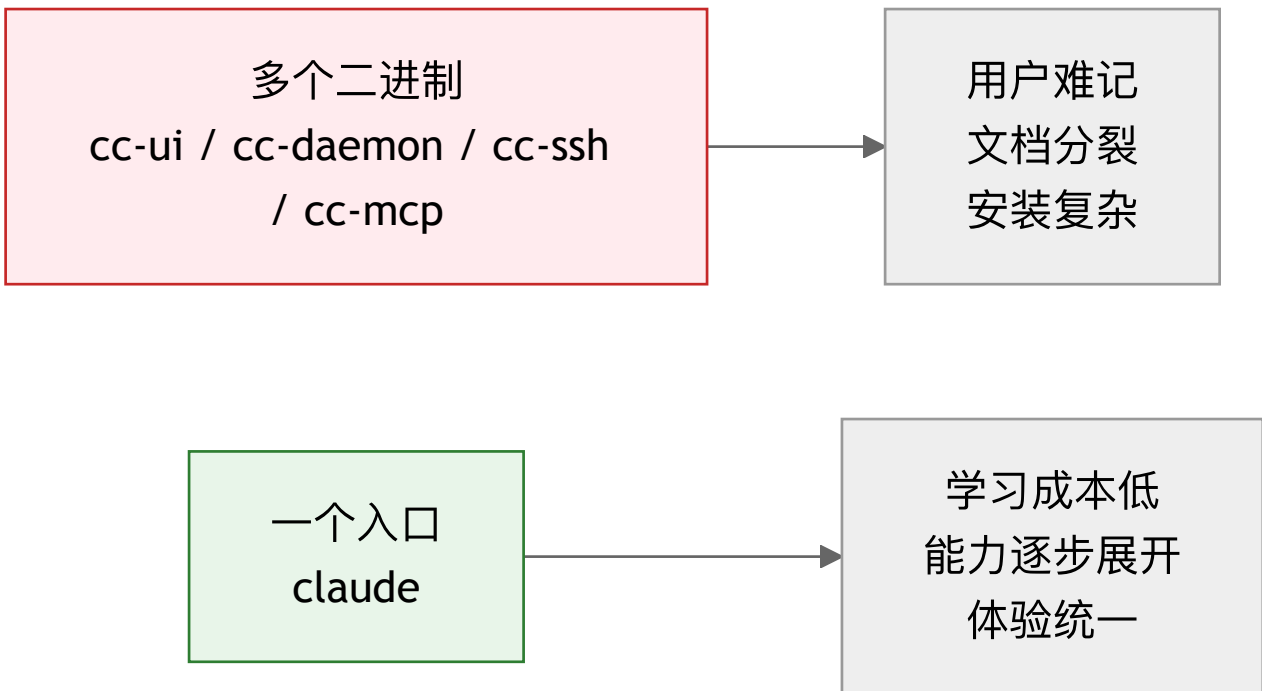 多个二进制
cc-ui / cc-daemon / cc-ssh
/ cc-mcp
用户难记
文档分裂
安装复杂
一个入口
claude
学习成本低
能力逐步展开
体验统一